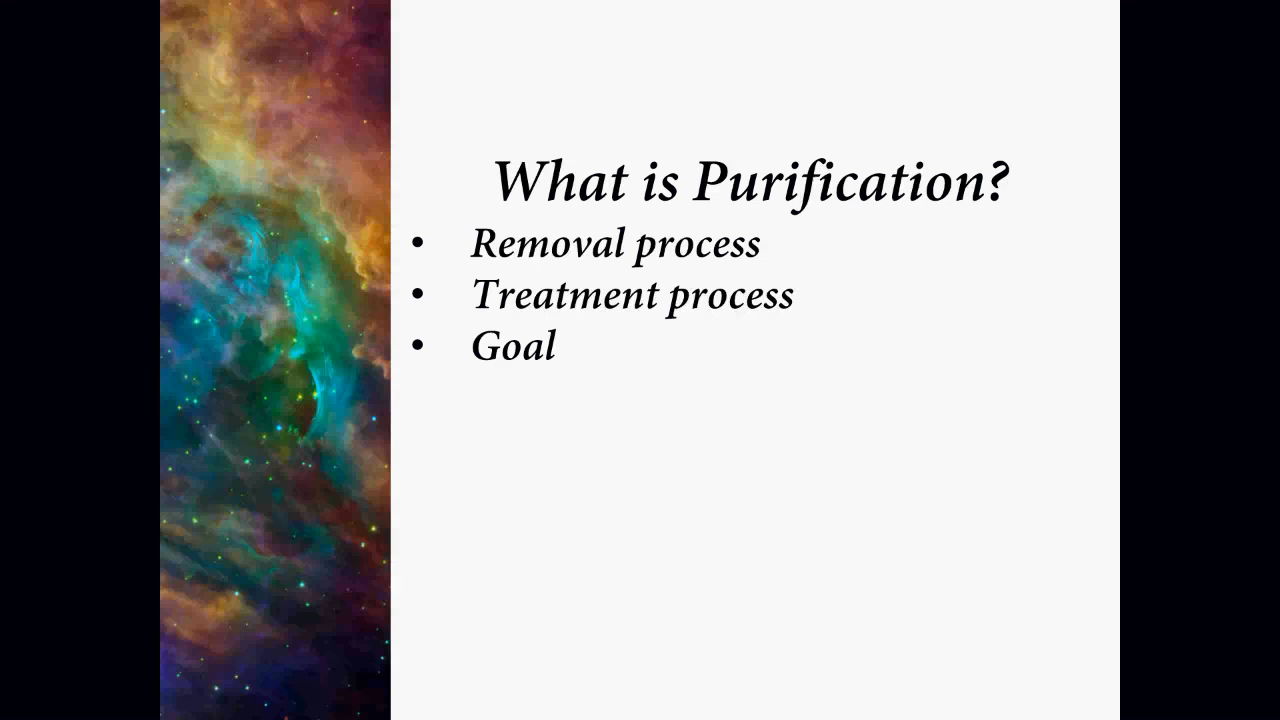 What is Purification?
• Removal process
• Treatment process
• Goal